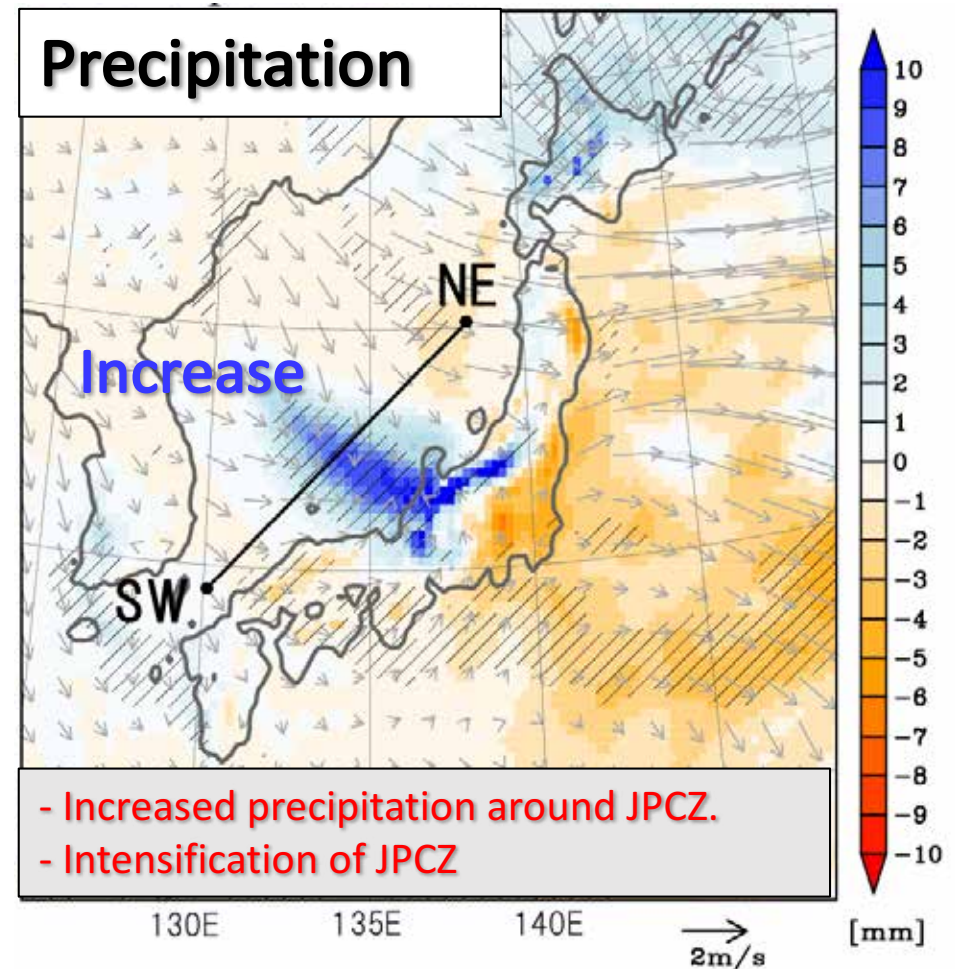 Precipitation
NE
Increase
SW
- Increased precipitation around JPCZ.
- Intensification of JPCZ
130E
135E
140E
2m/s
[mm]
10
9
8
7
6
5
4
3
2
1
0
-1
-2
-3
-4
-5
-6
-7
-8
-9
-10